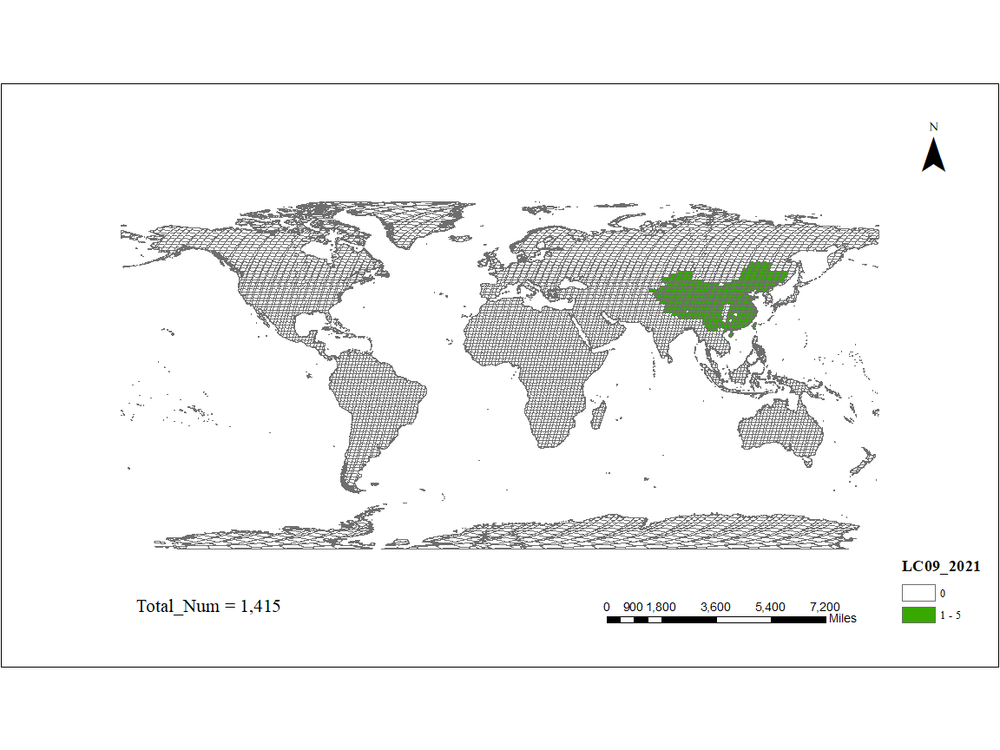 N
LC09_2021
0
1 - 5
Total_Num = 1,415
0 900 1,800 3,600 5,400 7,200
Miles